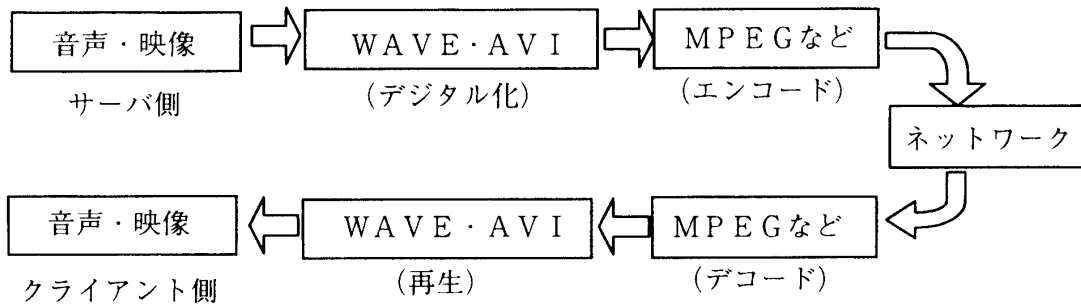 音声・映像
WAVE・AVI
MPEGなど
サーバ側
(デジタル化)
(エンコード)
ネットワーク
音声・映像
WAVE・AVI
MPEGなど
クライアント側
(再生)
(デコード)